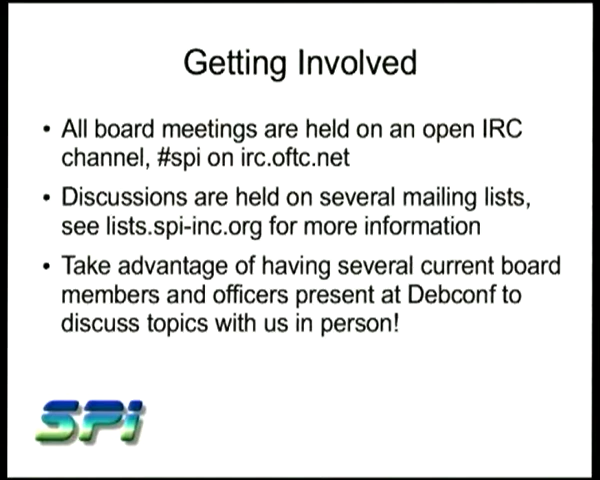 Getting Involved
• All board meetings are held on an open IRC
channel, #spi on irc.oftc.net
• Discussions are held on several mailing lists,
see lists.spi-inc.org for more information
• Take advantage of having several current board
members and officers present at Debconf to
discuss topics with us in person!
SPi